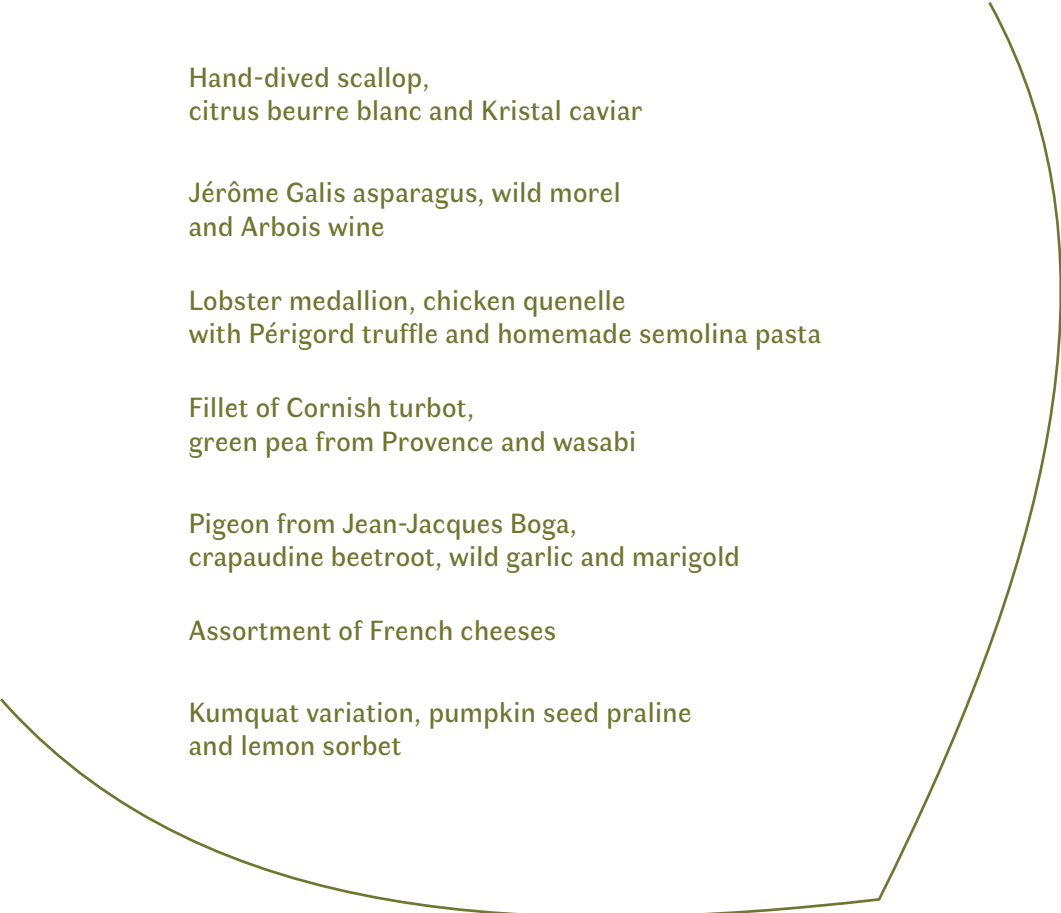 Hand-dived scallop,
citrus beurre blanc and Kristal caviar
Jérôme Galis asparagus, wild morel
and Arbois wine
Lobster medallion, chicken quenelle
with Périgord truffle and homemade semolina pasta
Fillet of Cornish turbot,
green pea from Provence and wasabi
Pigeon from Jean-Jacques Boga,
crapaudine beetroot, wild garlic and marigold
Assortment of French cheeses
Kumquat variation, pumpkin seed praline
and lemon sorbet